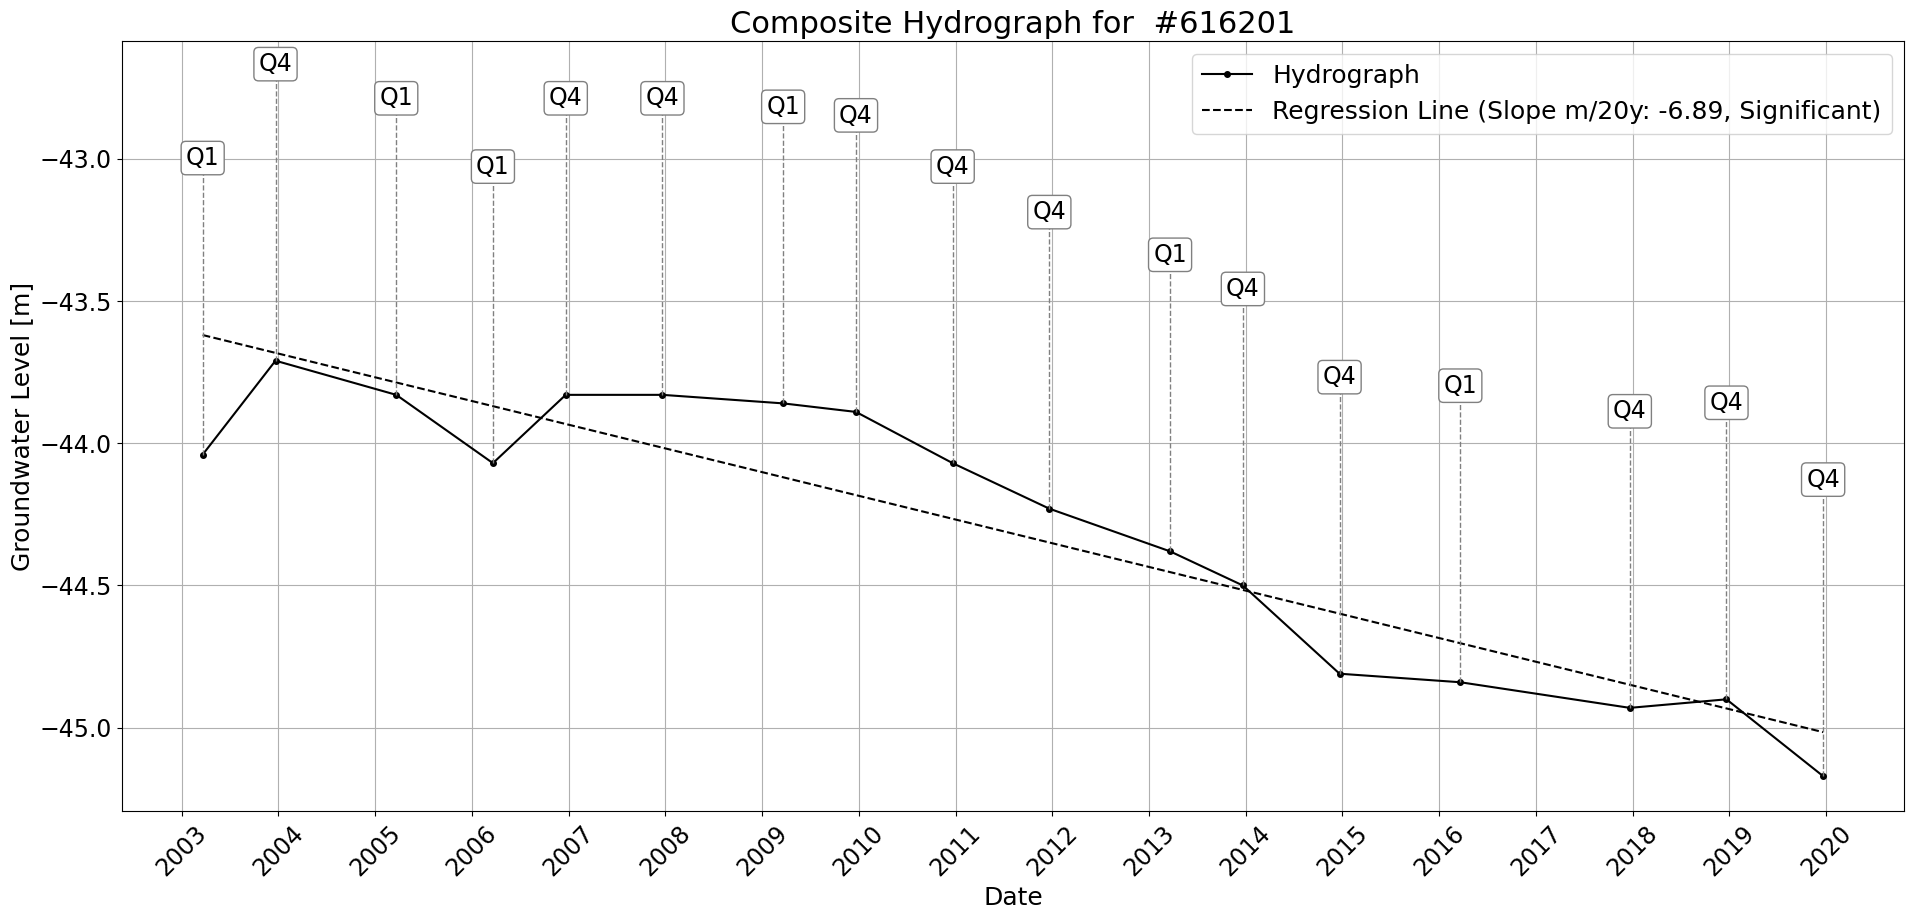 Composite Hydrograph for  #616201
Hydrograph
Regression Line (Slope m/20y: -6.89, Significant)
Q1
Q4
Q1
Q1
Q4
Q4
Q1
Q4
Q4
Q4
Q1
Q4
Q4
Q1
Q4
Q4
Q4
Groundwater Level [m]
−43.0
−43.5
−44.0
−44.5
−45.0
2003
2004
2005
2006
2007
2008
2009
2010
2011
2012
2013
2014
2015
2016
2017
2018
2019
2020
Date